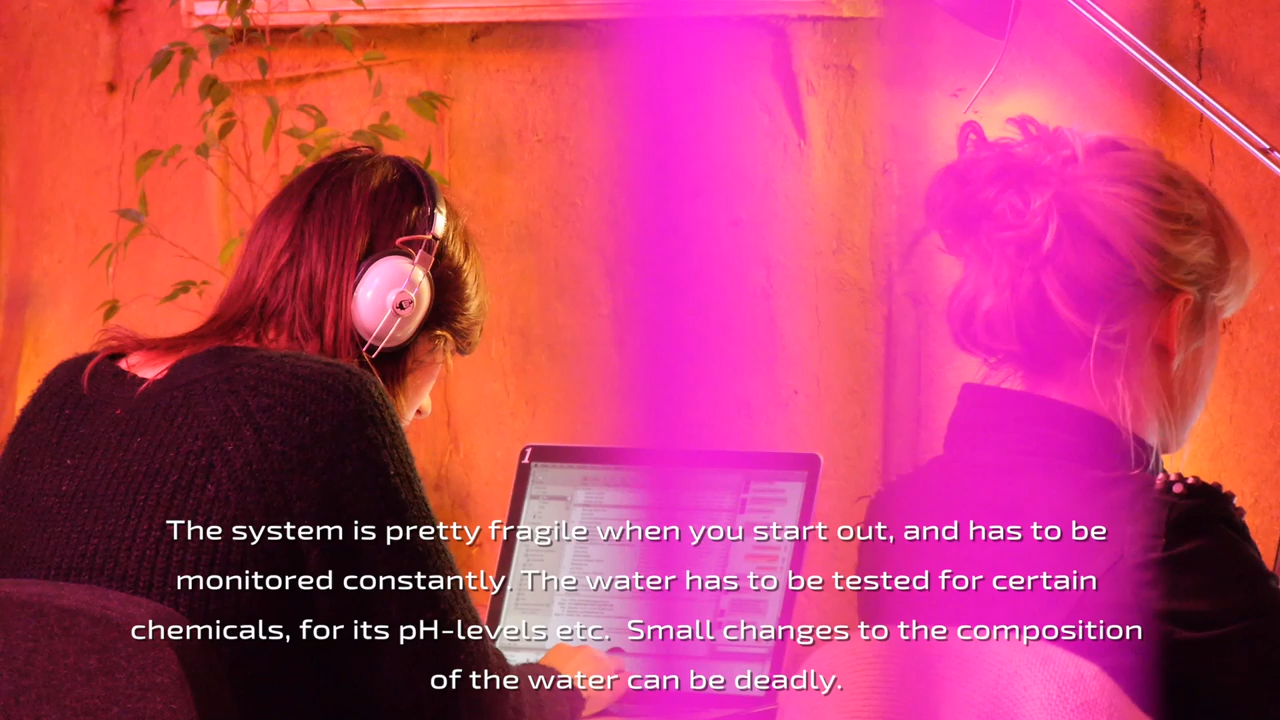 1
The system is pretty fragile when you start out, and has to be
monitored constantly. The water has to be tested for certain
chemicals, for its pH-levels etc. Small changes to the composition
of the water can be deadly.